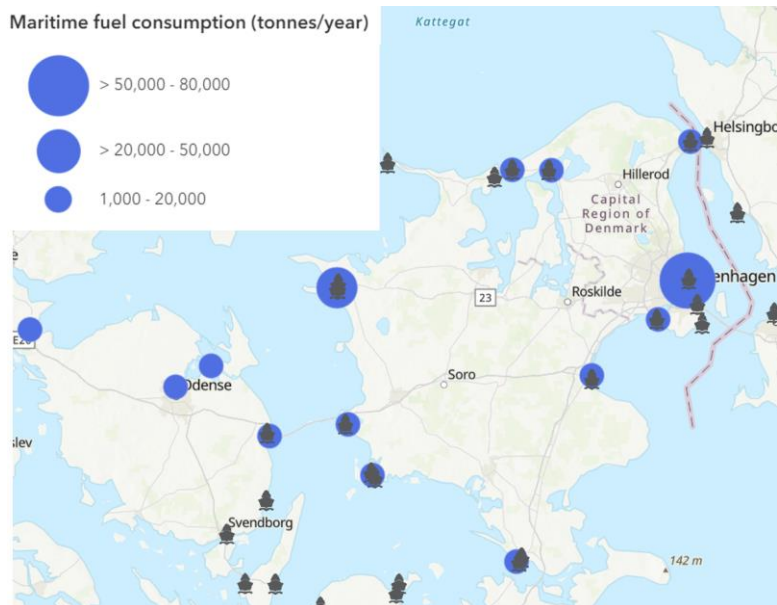 Maritime fuel consumption (tonnes/year)
> 50,000 - 80,000
> 20,000 - 50,000
1,000 - 20,000
Kattegat
Helsingbo
Hillerod
Capital
Region of
Denmark
enhagen
23
Roskilde
E20
Odense
Soro
slev
Svendborg
142 m